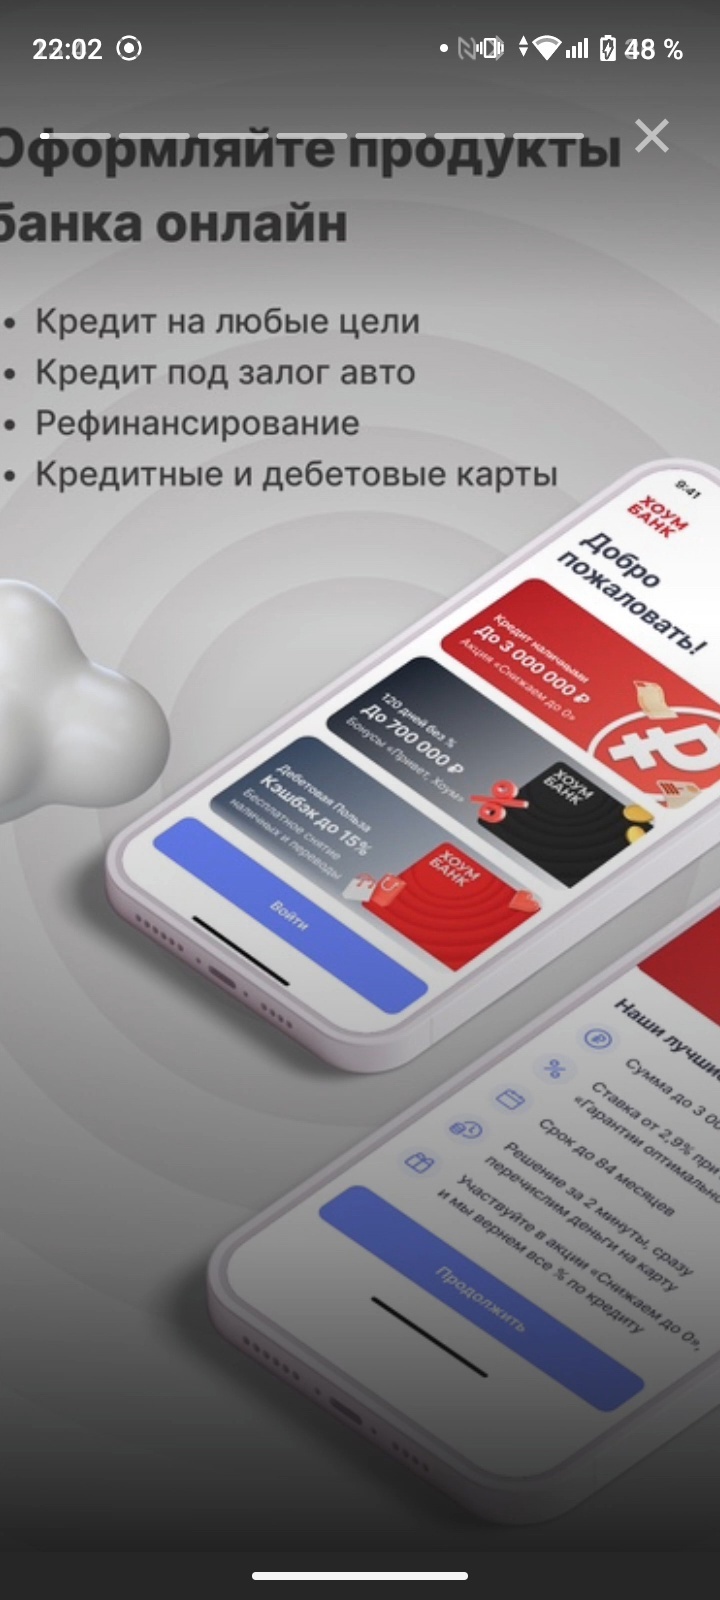 22:02
48 %
Оформляйте продукты
банка онлайн
• Кредит на любые цели
• Кредит под залог авто
• Рефинансирование
• Кредитные и дебетовые карты
9:41
ХОУМ
БАНК
Добро
пожаловать!
Кредит наличными
До 3 000 000 ₽
Акция «Снижаем до 0»
120 дней без %
До 700 000 ₽
Бонусы «Привет, Хоум»
ХОУМ
БАНК
Дебетовая Польза
Кэшбэк до 15%
Бесплатное снятие
наличных и переводы
ХОУМ
БАНК
Войти
Наши лучшие
Сумма до 3 00
Ставка от 2,9% при
«Гарантии оптимально
Срок до 84 месяцев
Решение за 2 минуты, сразу
перечислим деньги на карту
Участвуйте в акции «Снижаем до 0»,
и мы вернем все % по кредиту
Продолжить